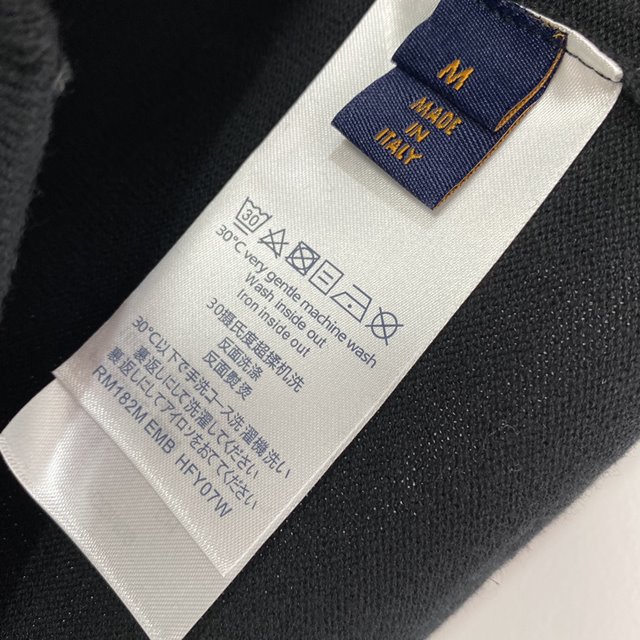 M
MADE
IN
ITALY
30
30°C very gentle machine wash
Wash inside out
Iron inside out
30摄氏度超揉机洗
反面洗涤
反面熨烫
30℃以下で手洗コース洗濯機洗い
裏返しにして洗濯してください
裏返しにしてアイロンをおててください
RM182M EMB HFY07W